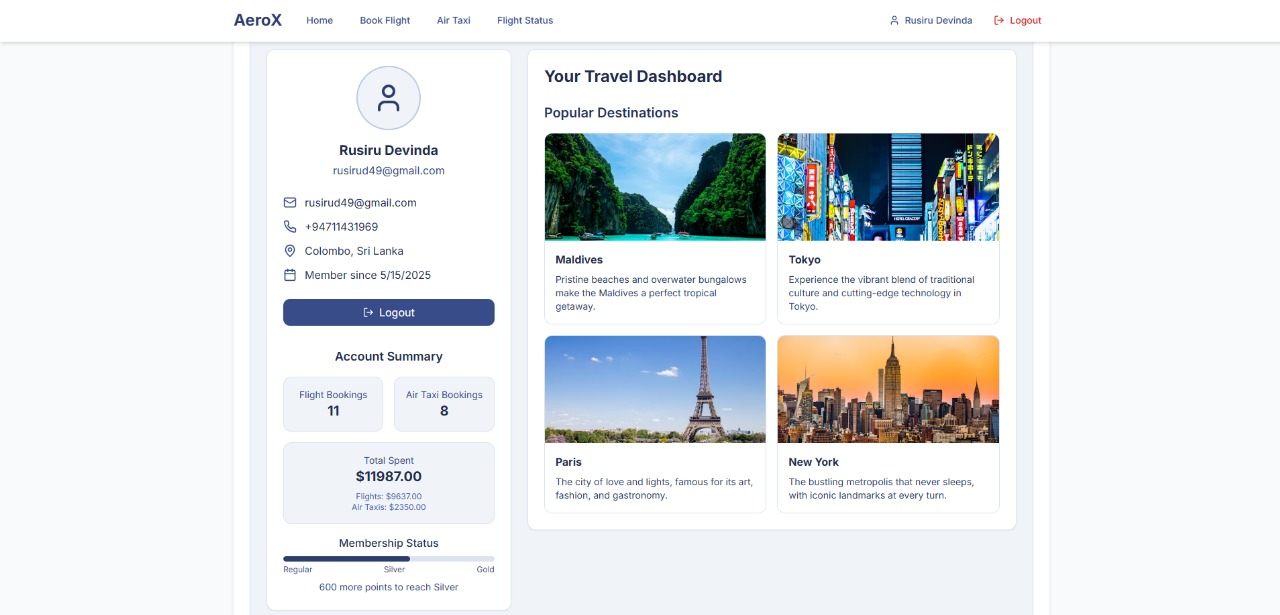 AeroX
Home
Book Flight
Air Taxi
Flight Status
Rusiru Devinda
Logout
Rusiru Devinda
rusirud49@gmail.com
rusirud49@gmail.com
+94711431969
Colombo, Sri Lanka
Member since 5/15/2025
Logout
Account Summary
Flight Bookings
11
Air Taxi Bookings
8
Total Spent
$11987.00
Flights: $9637.00
Air Taxis: $2350.00
Membership Status
Regular
Silver
Gold
600 more points to reach Silver
Your Travel Dashboard
Popular Destinations
Maldives
Pristine beaches and overwater bungalows
make the Maldives a perfect tropical
getaway.
Tokyo
Experience the vibrant blend of traditional
culture and cutting-edge technology in
Tokyo.
Paris
The city of love and lights, famous for its art,
fashion, and gastronomy.
New York
The bustling metropolis that never sleeps,
with iconic landmarks at every turn.